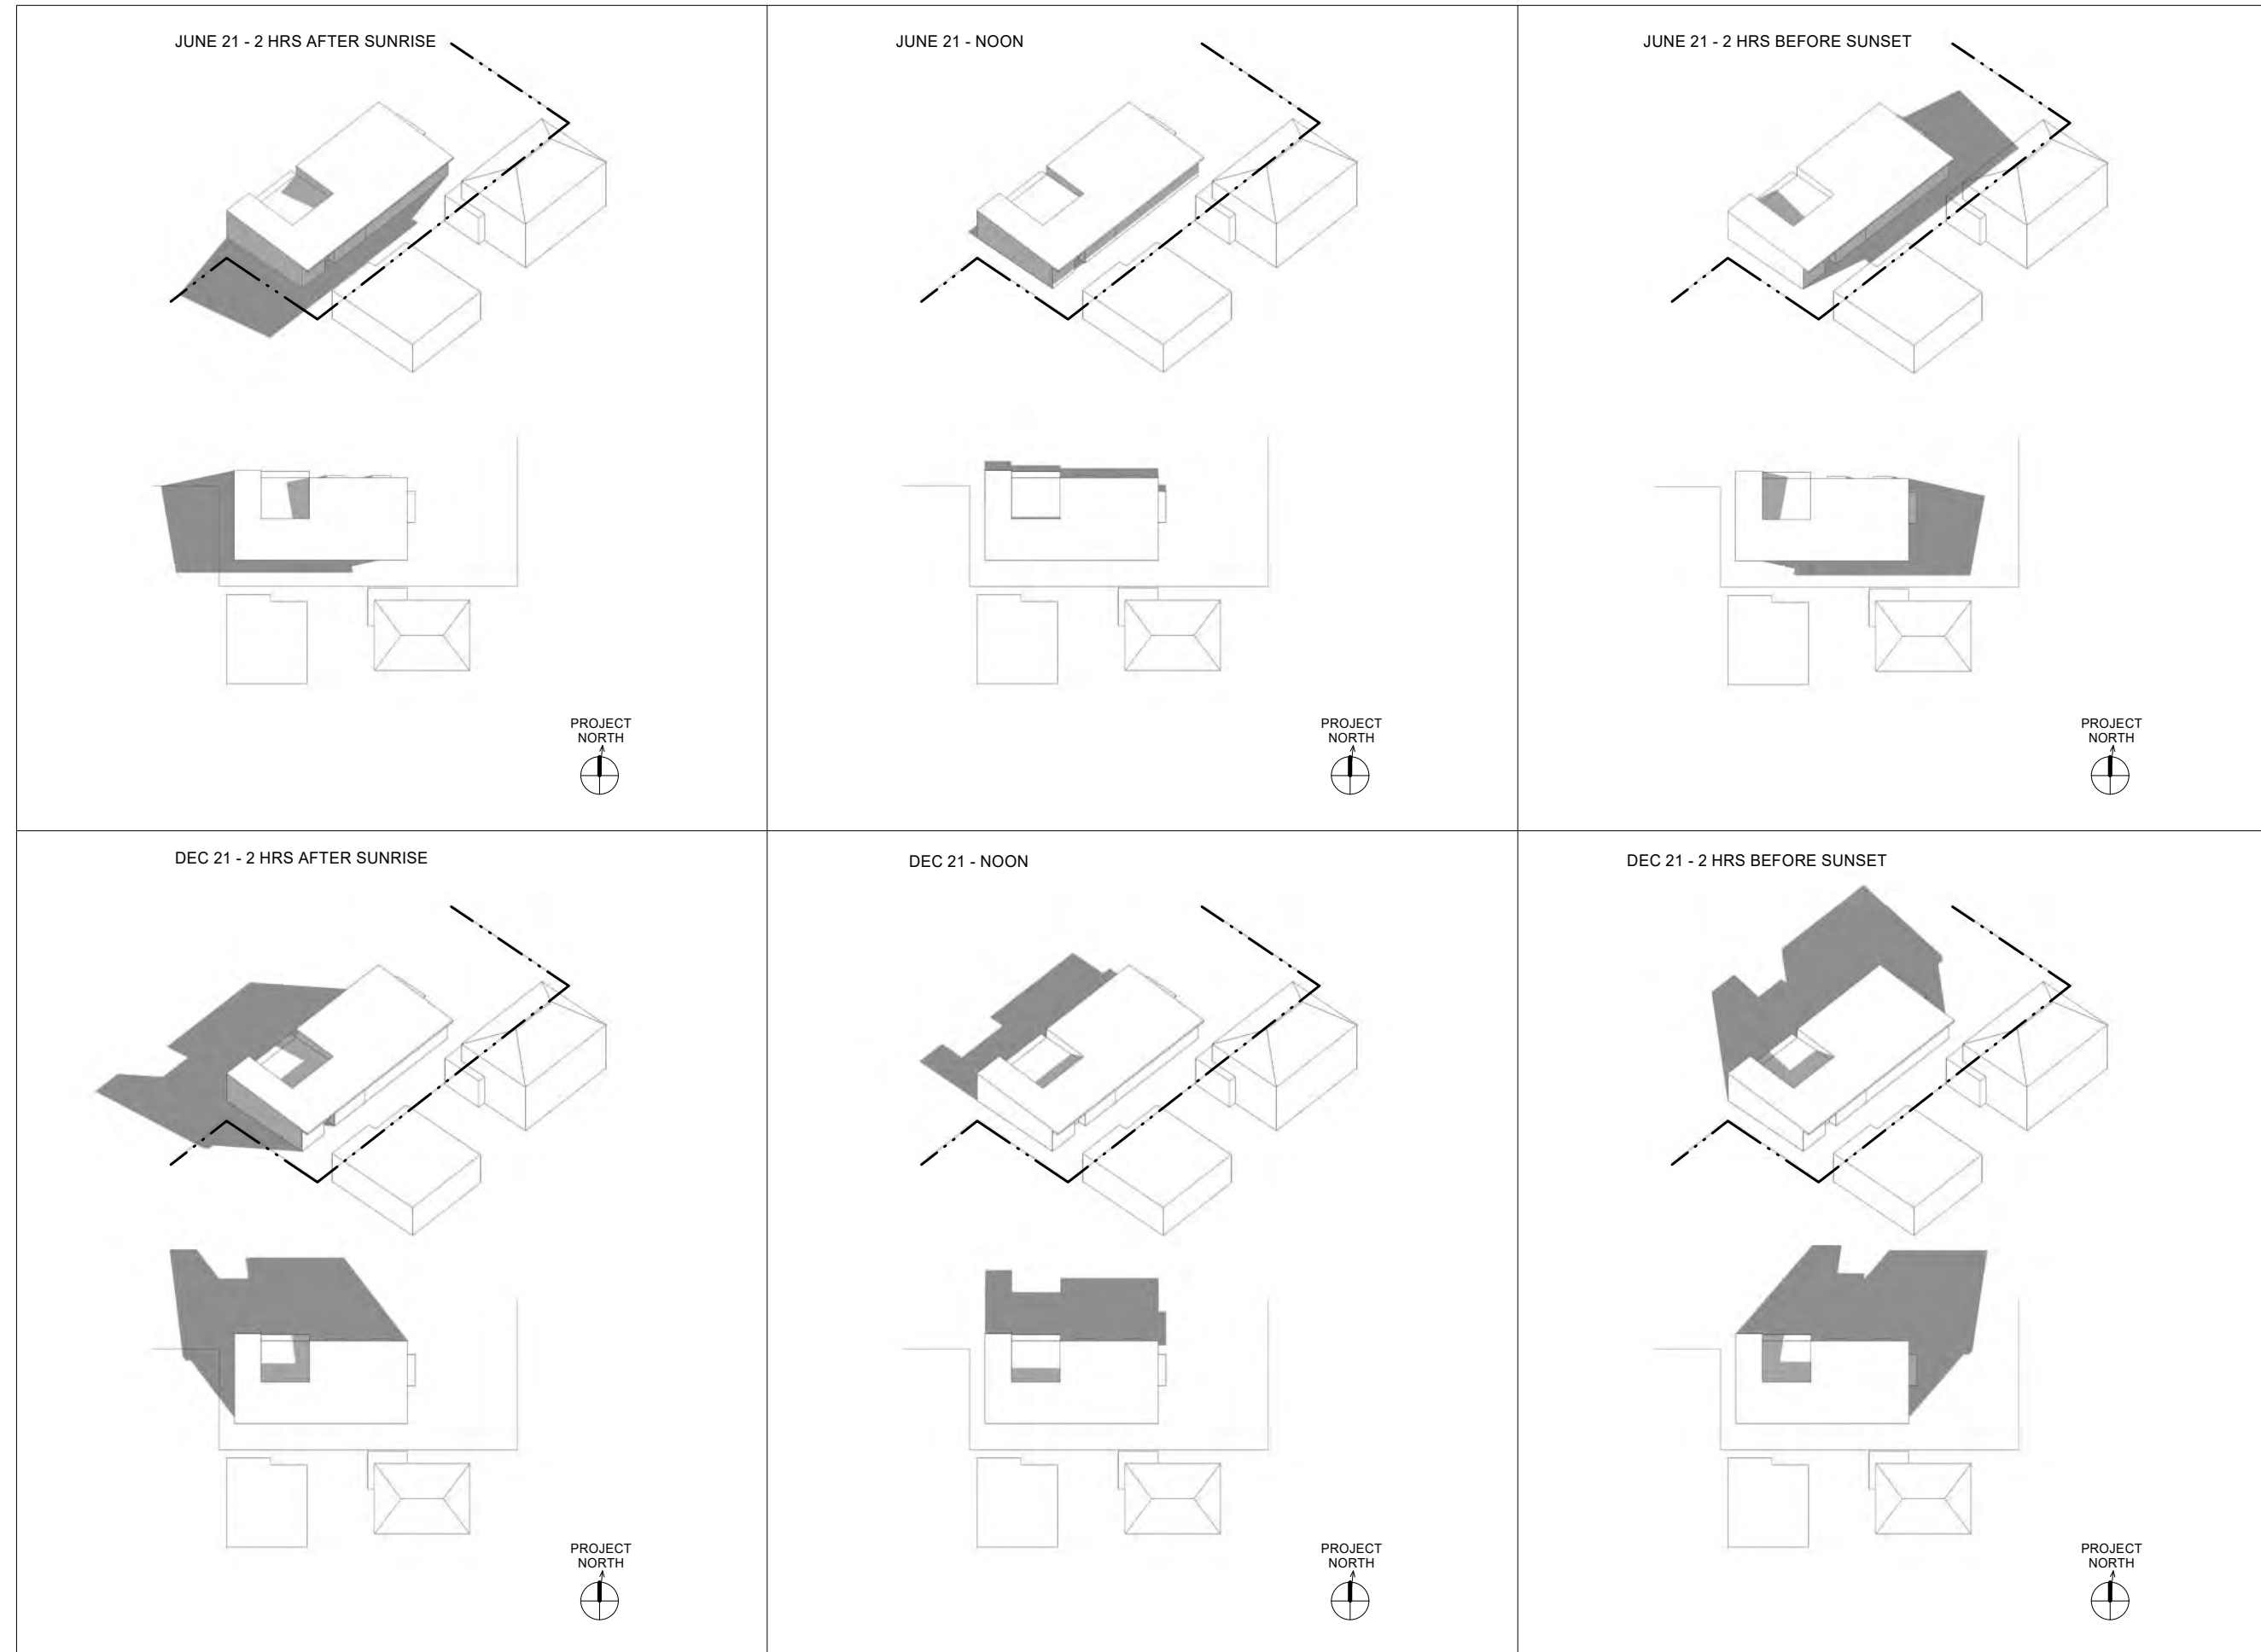 JUNE 21 - 2 HRS AFTER SUNRISE
PROJECT
NORTH
JUNE 21 - NOON
PROJECT
NORTH
JUNE 21 - 2 HRS BEFORE SUNSET
PROJECT
NORTH
DEC 21 - 2 HRS AFTER SUNRISE
PROJECT
NORTH
DEC 21 - NOON
PROJECT
NORTH
DEC 21 - 2 HRS BEFORE SUNSET
PROJECT
NORTH